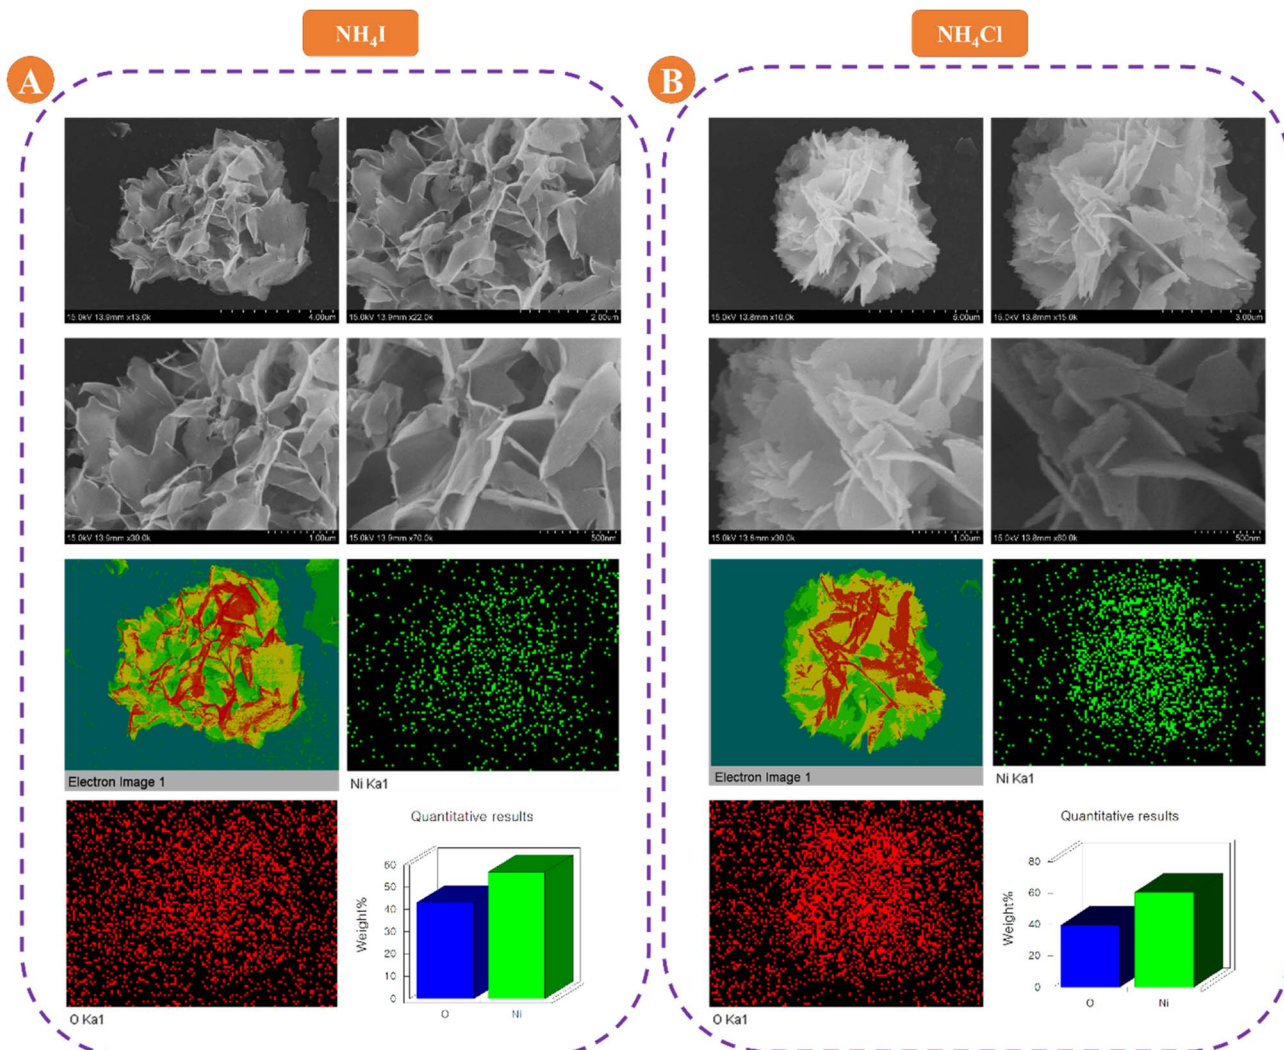 NH₄I
A
15.0kV 13.9mm x13.0k 4.00um
15.0kV 13.9mm x22.0k 2.00um
15.0kV 13.9mm x30.0k 1.00um
15.0kV 13.9mm x70.0k 500nm
Electron Image 1
Ni Ka1
O Ka1
Quantitative results
Weight%
60
50
40
30
20
10
0
O
Ni
NH₄Cl
B
15.0kV 13.8mm x10.0k 5.00um
15.0kV 13.8mm x15.0k 3.00um
15.0kV 13.8mm x30.0k 1.00um
15.0kV 13.8mm x60.0k 500nm
Electron Image 1
Ni Ka1
O Ka1
Quantitative results
Weight%
80
60
40
20
0
O
Ni